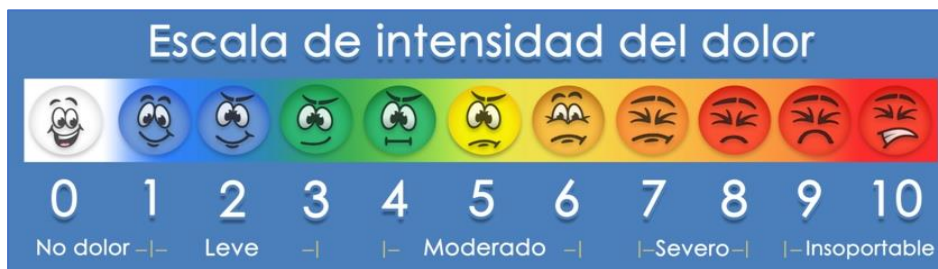 Escala de intensidad del dolor
0 1 2 3 4 5 6 7 8 9 10
No dolor -|- Leve -| |- Moderado -| |-Severo-| |-Insoportable